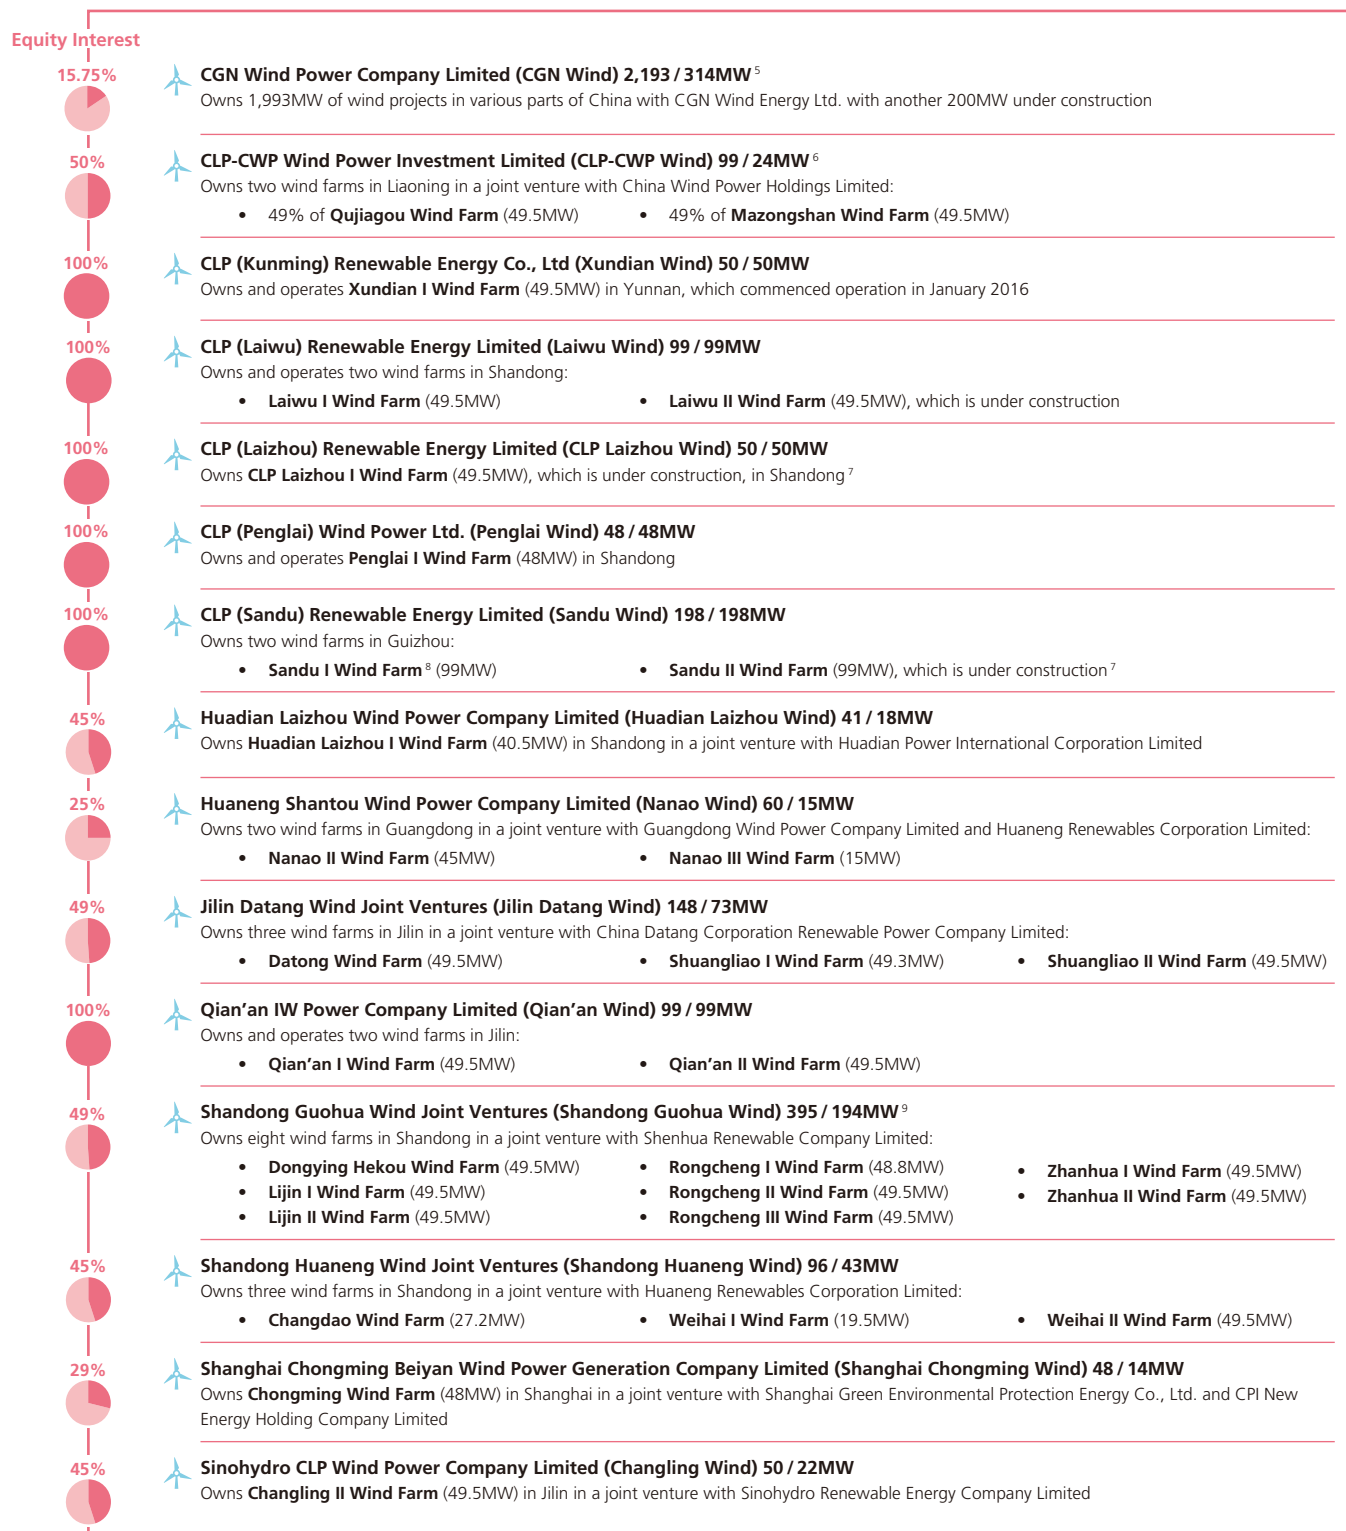 Equity Interest
15.75%
CGN Wind Power Company Limited (CGN Wind) 2,193 / 314MW 5
Owns 1,993MW of wind projects in various parts of China with CGN Wind Energy Ltd. with another 200MW under construction
50%
CLP-CWP Wind Power Investment Limited (CLP-CWP Wind) 99 / 24MW 6
Owns two wind farms in Liaoning in a joint venture with China Wind Power Holdings Limited:
• 49% of Qujiagou Wind Farm (49.5MW) • 49% of Mazongshan Wind Farm (49.5MW)
100%
CLP (Kunming) Renewable Energy Co., Ltd (Xundian Wind) 50 / 50MW
Owns and operates Xundian I Wind Farm (49.5MW) in Yunnan, which commenced operation in January 2016
100%
CLP (Laiwu) Renewable Energy Limited (Laiwu Wind) 99 / 99MW
Owns and operates two wind farms in Shandong:
• Laiwu I Wind Farm (49.5MW) • Laiwu II Wind Farm (49.5MW), which is under construction
100%
CLP (Laizhou) Renewable Energy Limited (CLP Laizhou Wind) 50 / 50MW
Owns CLP Laizhou I Wind Farm (49.5MW), which is under construction, in Shandong 7
100%
CLP (Penglai) Wind Power Ltd. (Penglai Wind) 48 / 48MW
Owns and operates Penglai I Wind Farm (48MW) in Shandong
100%
CLP (Sandu) Renewable Energy Limited (Sandu Wind) 198 / 198MW
Owns two wind farms in Guizhou:
• Sandu I Wind Farm 8 (99MW) • Sandu II Wind Farm (99MW), which is under construction 7
45%
Huadian Laizhou Wind Power Company Limited (Huadian Laizhou Wind) 41 / 18MW
Owns Huadian Laizhou I Wind Farm (40.5MW) in Shandong in a joint venture with Huadian Power International Corporation Limited
25%
Huaneng Shantou Wind Power Company Limited (Nanao Wind) 60 / 15MW
Owns two wind farms in Guangdong in a joint venture with Guangdong Wind Power Company Limited and Huaneng Renewables Corporation Limited:
• Nanao II Wind Farm (45MW) • Nanao III Wind Farm (15MW)
49%
Jilin Datang Wind Joint Ventures (Jilin Datang Wind) 148 / 73MW
Owns three wind farms in Jilin in a joint venture with China Datang Corporation Renewable Power Company Limited:
• Datong Wind Farm (49.5MW) • Shuangliao I Wind Farm (49.3MW) • Shuangliao II Wind Farm (49.5MW)
100%
Qian'an IW Power Company Limited (Qian'an Wind) 99 / 99MW
Owns and operates two wind farms in Jilin:
• Qian'an I Wind Farm (49.5MW) • Qian'an II Wind Farm (49.5MW)
49%
Shandong Guohua Wind Joint Ventures (Shandong Guohua Wind) 395 / 194MW 9
Owns eight wind farms in Shandong in a joint venture with Shenhua Renewable Company Limited:
• Dongying Hekou Wind Farm (49.5MW) • Rongcheng I Wind Farm (48.8MW) • Zhanhua I Wind Farm (49.5MW)
• Lijin I Wind Farm (49.5MW) • Rongcheng II Wind Farm (49.5MW) • Zhanhua II Wind Farm (49.5MW)
• Lijin II Wind Farm (49.5MW) • Rongcheng III Wind Farm (49.5MW)
45%
Shandong Huaneng Wind Joint Ventures (Shandong Huaneng Wind) 96 / 43MW
Owns three wind farms in Shandong in a joint venture with Huaneng Renewables Corporation Limited:
• Changdao Wind Farm (27.2MW) • Weihai I Wind Farm (19.5MW) • Weihai II Wind Farm (49.5MW)
29%
Shanghai Chongming Beiyan Wind Power Generation Company Limited (Shanghai Chongming Wind) 48 / 14MW
Owns Chongming Wind Farm (48MW) in Shanghai in a joint venture with Shanghai Green Environmental Protection Energy Co., Ltd. and CPI New
Energy Holding Company Limited
45%
Sinohydro CLP Wind Power Company Limited (Changling Wind) 50 / 22MW
Owns Changling II Wind Farm (49.5MW) in Jilin in a joint venture with Sinohydro Renewable Energy Company Limited